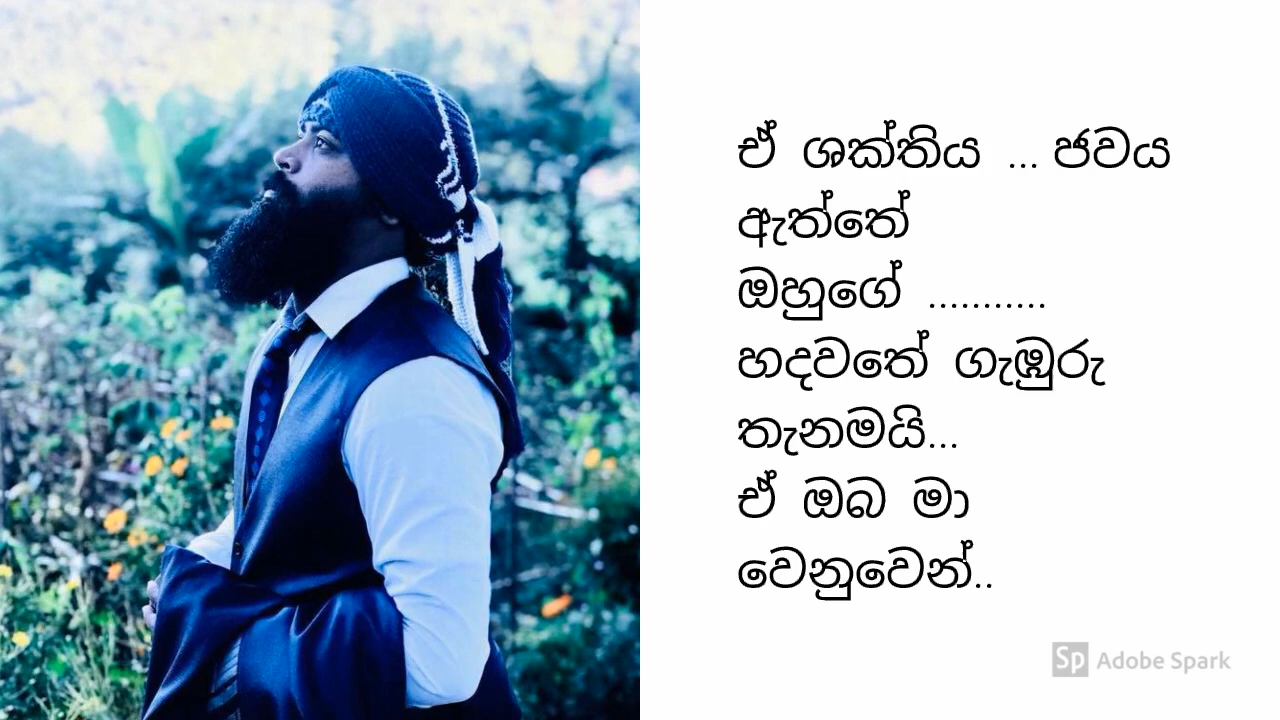 ඒ ශක්තිය ... ජවය
ඇත්තේ
ඔහුගේ ...........
හදවතේ ගැඹුරු
තැනමයි...
ඒ ඔබ මා
වෙනුවෙන්..
Sp Adobe Spark